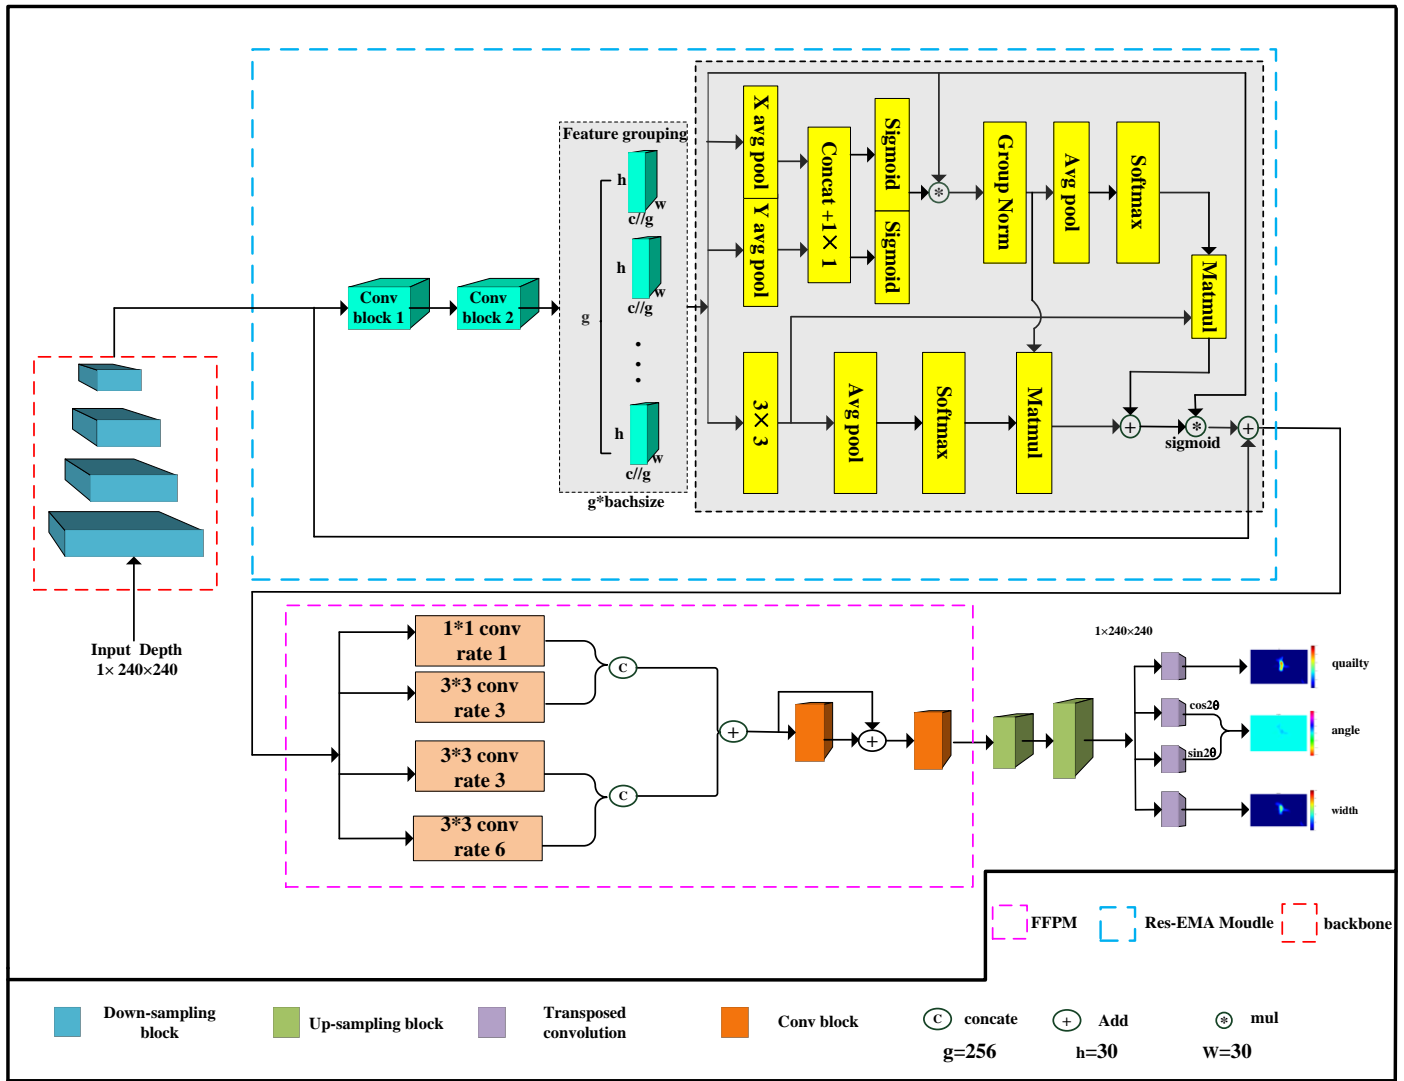 Feature grouping
h
w
c//g
h
w
c//g
g
h
w
c//g
g*bachsize
Conv
block 1
Conv
block 2
X avg pool
Y avg pool
Concat +1×1
Sigmoid
Sigmoid
*
Group Norm
Avg pool
Softmax
Matmul
3×3
Avg pool
Softmax
Matmul
+
*
+
sigmoid
Input Depth
1× 240×240
1*1 conv
rate 1
3*3 conv
rate 3
3*3 conv
rate 3
3*3 conv
rate 6
C
C
+
+
1×240×240
cos2θ
sin2θ
quailty
angle
width
FFPM
Res-EMA Moudle
backbone
Down-sampling
block
Up-sampling block
Transposed
convolution
Conv block
C concate
+ Add
* mul
g=256
h=30
W=30